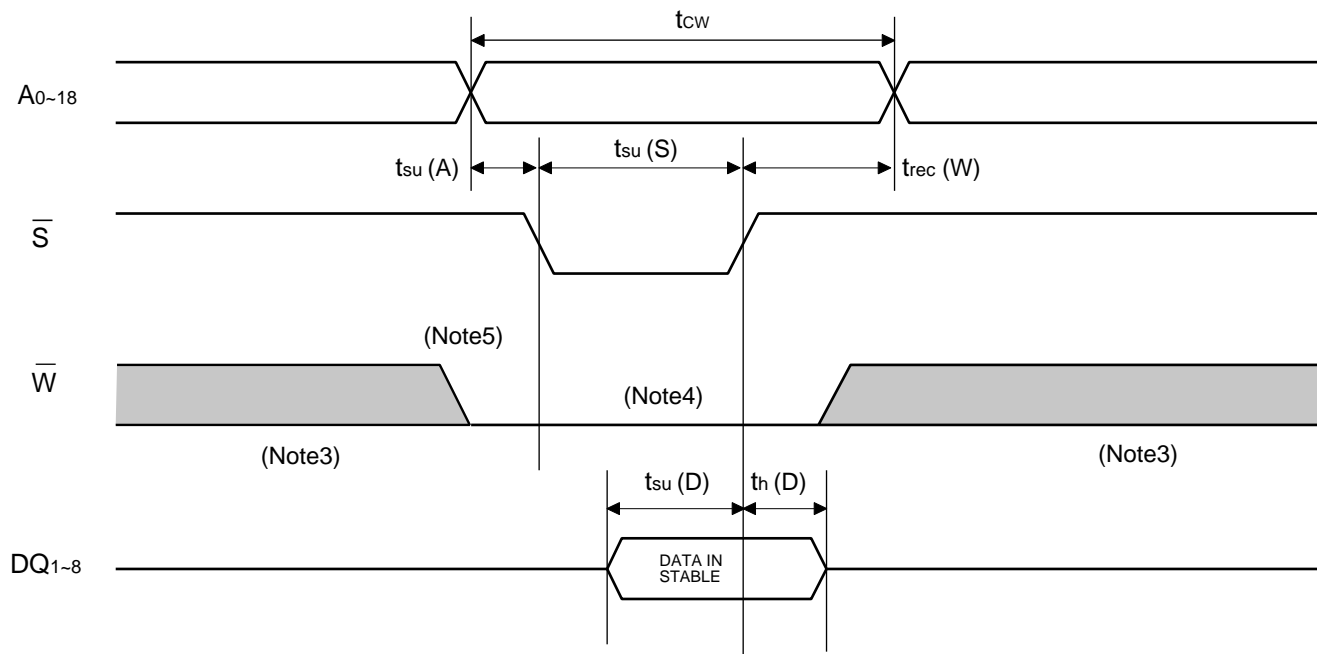 tCW
A0~18
tsu (A)
tsu (S)
trec (W)
S̅
(Note5)
W̅
(Note4)
(Note3)
(Note3)
tsu (D)
th (D)
DQ1~8
DATA IN
STABLE